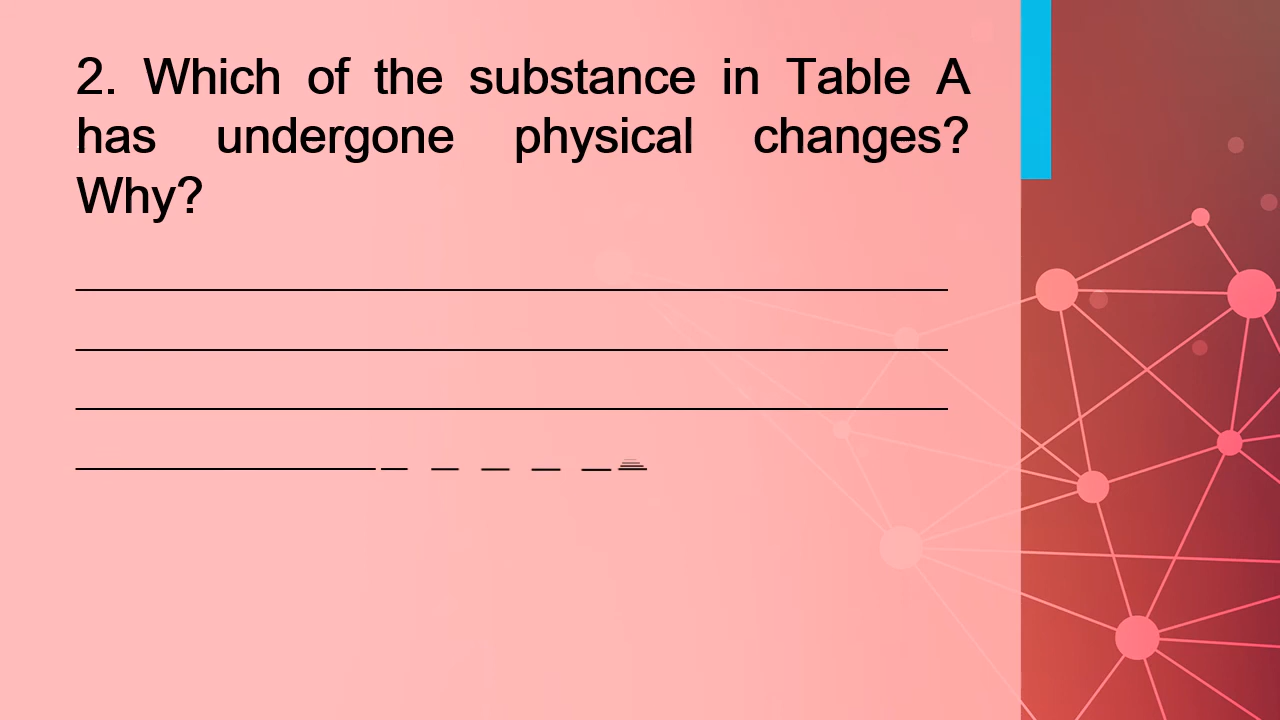 2. Which of the substance in Table A
has undergone physical changes?
Why?